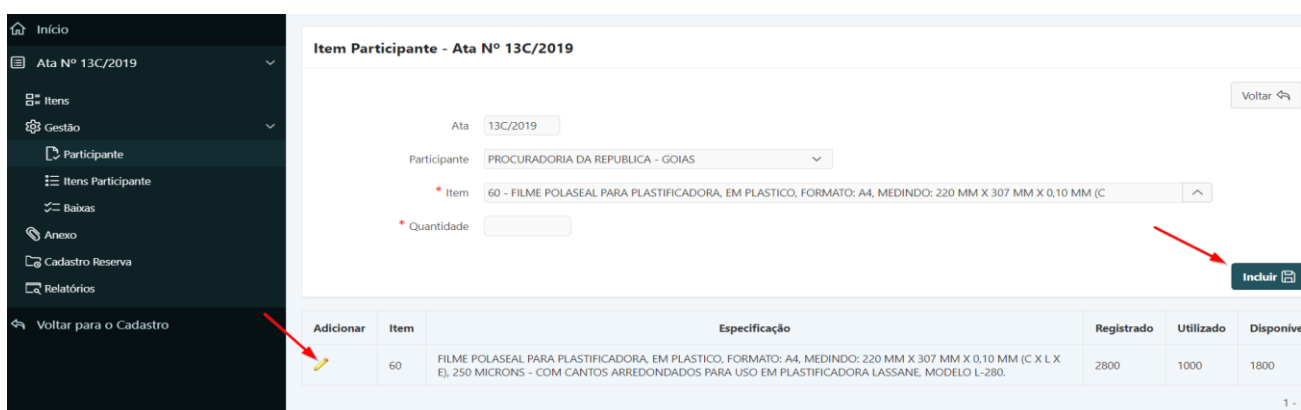 Início
Ata Nº 13C/2019
Itens
Gestão
Participante
Itens Participante
Baixas
Anexo
Cadastro Reserva
Relatórios
Voltar para o Cadastro
Item Participante - Ata Nº 13C/2019
Voltar
Ata 13C/2019
Participante PROCURADORIA DA REPUBLICA - GOIAS
* Item 60 - FILME POLASEAL PARA PLASTIFICADORA, EM PLASTICO, FORMATO: A4, MEDINDO: 220 MM X 307 MM X 0,10 MM (C
* Quantidade
Incluir
Adicionar Item Especificação Registrado Utilizado Disponíve
60 FILME POLASEAL PARA PLASTIFICADORA, EM PLASTICO, FORMATO: A4, MEDINDO: 220 MM X 307 MM X 0,10 MM (C X L X 2800 1000 1800
E), 250 MICRONS - COM CANTOS ARREDONDADOS PARA USO EM PLASTIFICADORA LASSANE, MODELO L-280.
1 -